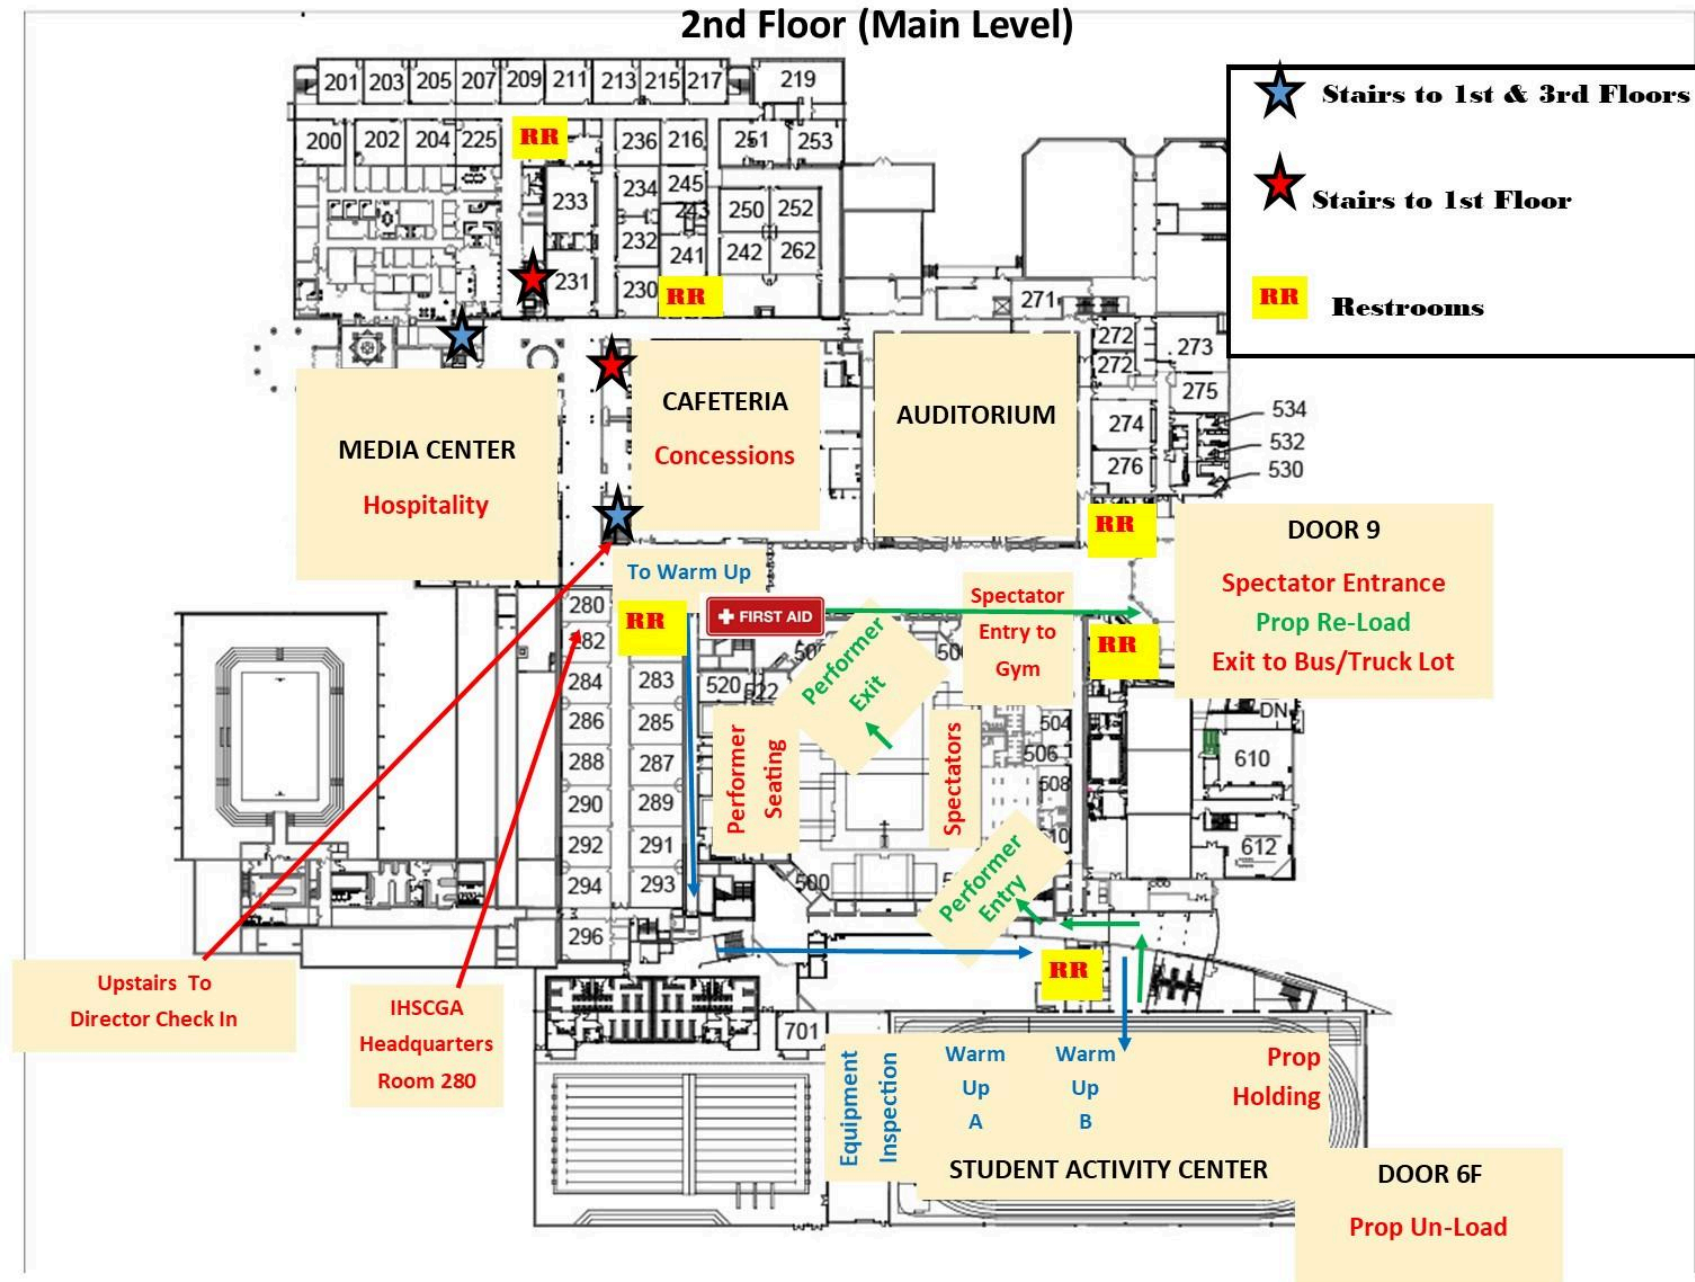 2nd Floor (Main Level)
Stairs to 1st & 3rd Floors
Stairs to 1st Floor
RR Restrooms
201 203 205 207 209 211 213 215 217 219
200 202 204 225 RR 236 216 251 253
233 234 245 243 250 252
232 241 242 262
231 230 RR
271
272 273
272 275
274
276
534
532
530
MEDIA CENTER
Hospitality
CAFETERIA
Concessions
AUDITORIUM
RR
DOOR 9
Spectator Entrance
Prop Re-Load
Exit to Bus/Truck Lot
To Warm Up
FIRST AID
Spectator
Entry to
Gym
RR
RR
280
282
284 283
286 285
288 287
290 289
292 291
294 293
296
520 522
Performer
Exit
Performer
Seating
Spectators
504
506
508
500
DN
610
612
Performer
Entry
RR
Upstairs To
Director Check In
IHSCGA
Headquarters
Room 280
701
Equipment
Inspection
Warm
Up
A
Warm
Up
B
Prop
Holding
STUDENT ACTIVITY CENTER
DOOR 6F
Prop Un-Load